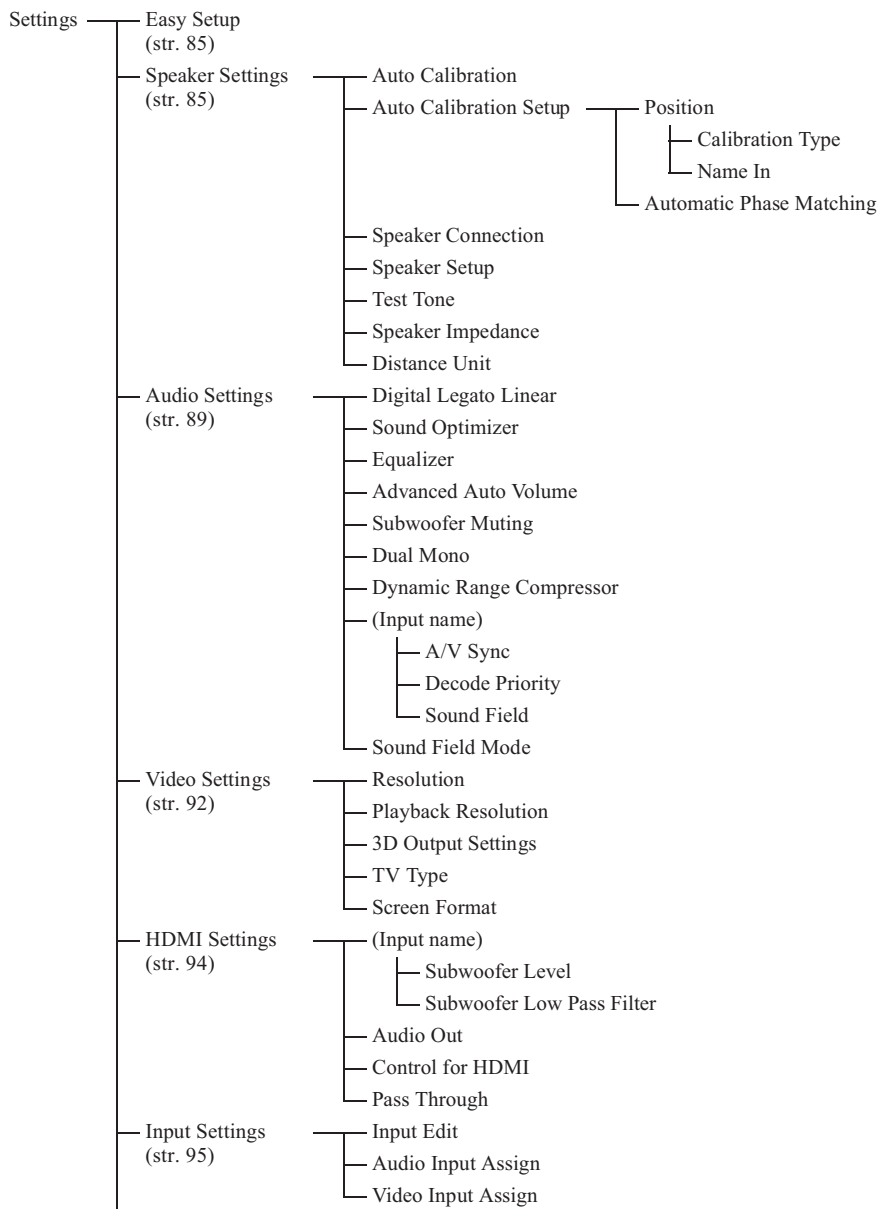 Settings
Easy Setup
(str. 85)
Speaker Settings
(str. 85)
Auto Calibration
Auto Calibration Setup
Position
Calibration Type
Name In
Automatic Phase Matching
Speaker Connection
Speaker Setup
Test Tone
Speaker Impedance
Distance Unit
Audio Settings
(str. 89)
Digital Legato Linear
Sound Optimizer
Equalizer
Advanced Auto Volume
Subwoofer Muting
Dual Mono
Dynamic Range Compressor
(Input name)
A/V Sync
Decode Priority
Sound Field
Sound Field Mode
Video Settings
(str. 92)
Resolution
Playback Resolution
3D Output Settings
TV Type
Screen Format
HDMI Settings
(str. 94)
(Input name)
Subwoofer Level
Subwoofer Low Pass Filter
Audio Out
Control for HDMI
Pass Through
Input Settings
(str. 95)
Input Edit
Audio Input Assign
Video Input Assign